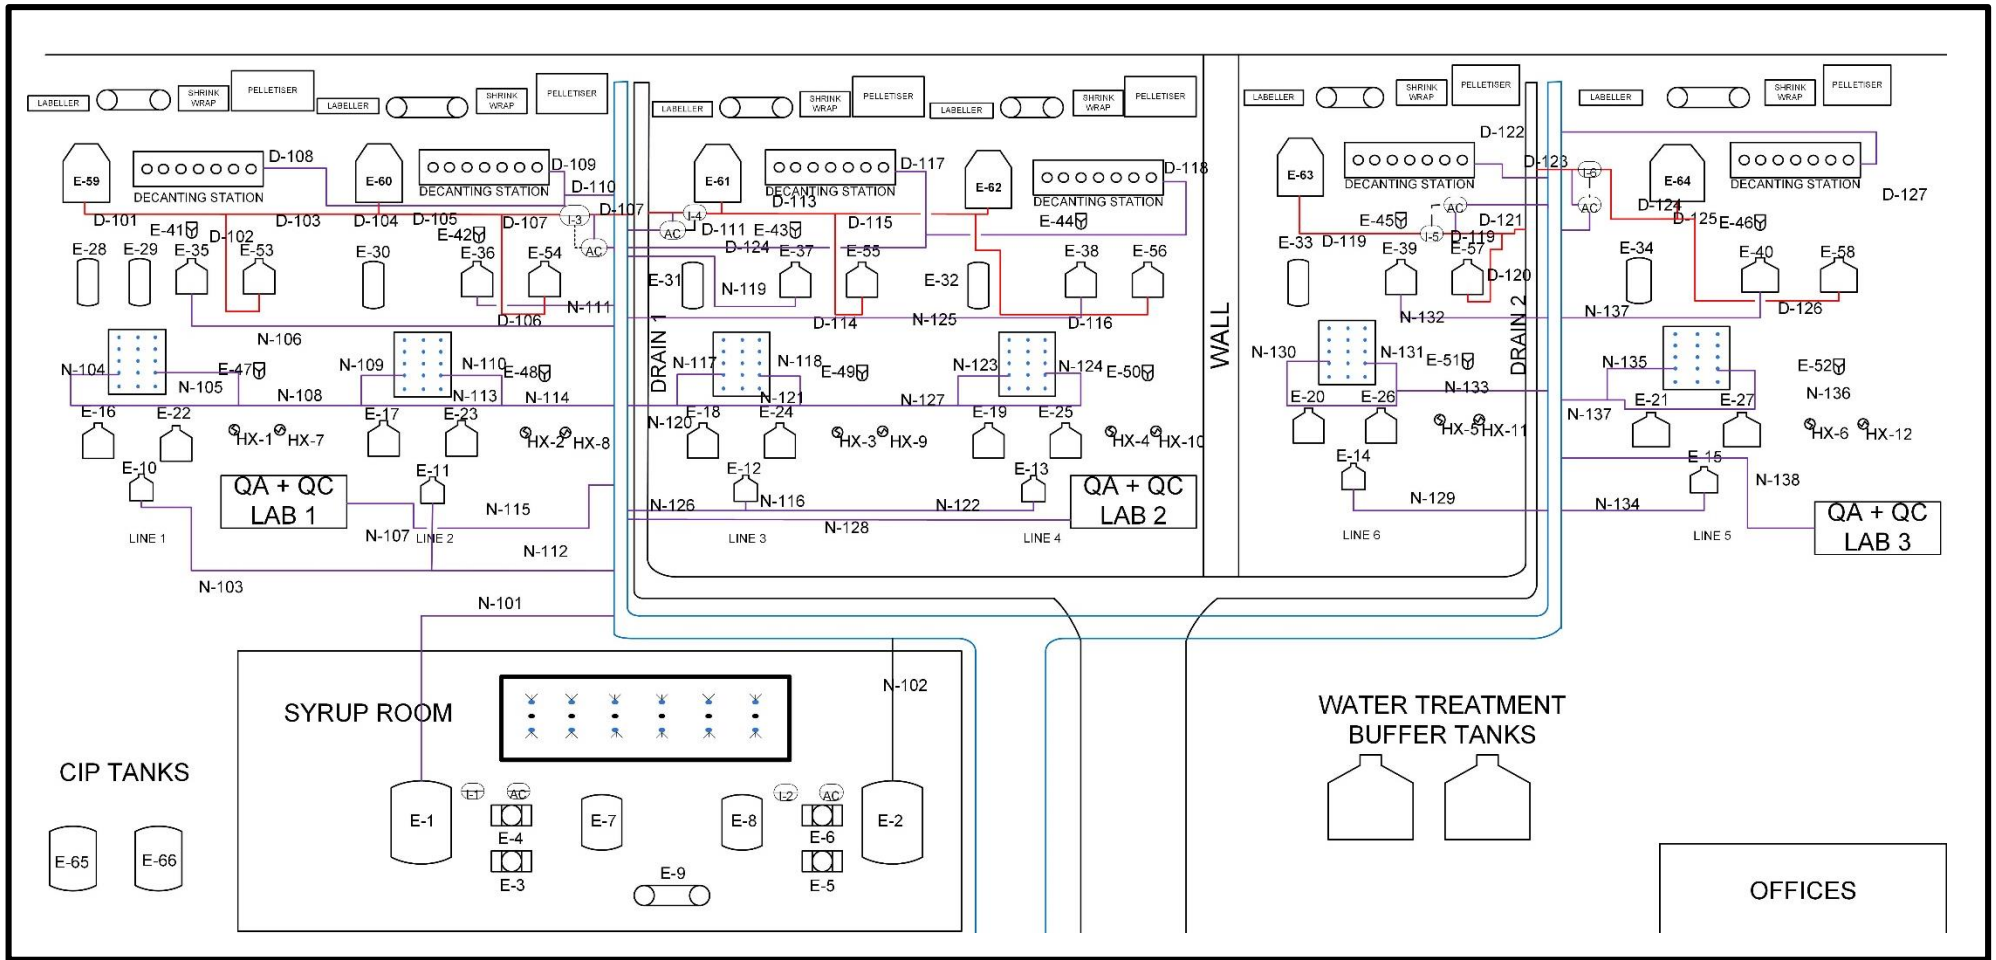 LABELLER
SHRINK
WRAP
PELLETISER
LABELLER
SHRINK
WRAP
PELLETISER
LABELLER
SHRINK
WRAP
PELLETISER
LABELLER
SHRINK
WRAP
PELLETISER
LABELLER
SHRINK
WRAP
PELLETISER
LABELLER
SHRINK
WRAP
PELLETISER
E-59
D-108
DECANTING STATION
E-60
D-109
DECANTING STATION
D-110
E-61
D-117
DECANTING STATION
D-113
E-62
D-118
DECANTING STATION
E-63
D-122
DECANTING STATION
D-123
I-6
E-64
DECANTING STATION
D-127
D-101
D-102
D-103
D-104
D-105
D-107
I-3
D-107
AC
I-4
AC
D-111
D-124
D-115
D-119
I-5
AC
D-119
D-121
AC
D-124
D-125
E-41
E-42
E-43
E-44
E-45
E-46
E-28
E-29
E-35
E-53
E-30
E-36
E-54
E-31
E-37
E-55
E-32
E-38
E-56
E-33
E-39
E-57
D-120
E-34
E-40
E-58
N-106
D-106
N-111
N-119
D-114
N-125
D-116
N-132
N-137
D-126
DRAIN 1
WALL
DRAIN 2
N-104
N-105
E-47
N-108
N-109
N-110
N-113
E-48
N-114
N-117
N-118
N-121
E-49
N-127
N-123
N-124
E-50
N-130
N-131
E-51
N-133
N-135
E-52
N-136
E-16
E-22
HX-1
HX-7
E-17
E-23
HX-2
HX-8
N-120
E-18
E-24
HX-3
HX-9
E-19
E-25
HX-4
HX-10
E-20
E-26
HX-5
HX-11
N-137
E-21
E-27
HX-6
HX-12
E-10
QA + QC
LAB 1
E-11
N-107
N-115
N-112
E-12
N-126
N-116
N-122
N-128
E-13
QA + QC
LAB 2
E-14
N-129
N-134
E-15
N-138
QA + QC
LAB 3
LINE 1
LINE 2
LINE 3
LINE 4
LINE 6
LINE 5
N-103
N-101
N-102
SYRUP ROOM
WATER TREATMENT
BUFFER TANKS
CIP TANKS
E-65
E-66
E-1
I-1
AC
E-4
E-3
E-7
E-8
E-9
I-2
AC
E-6
E-5
E-2
OFFICES